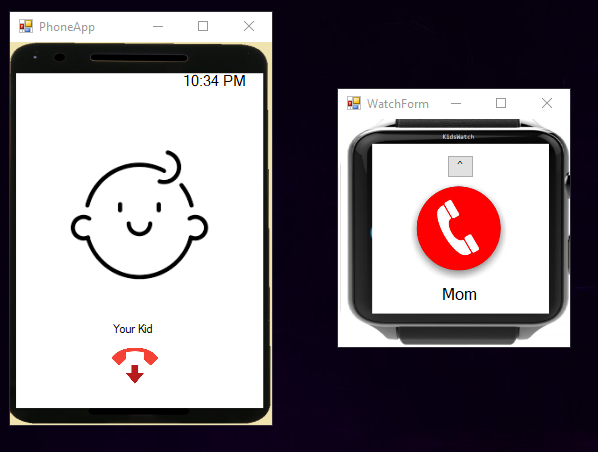 PhoneApp
10:34 PM
Your Kid
WatchForm
KidsWatch
^
Mom